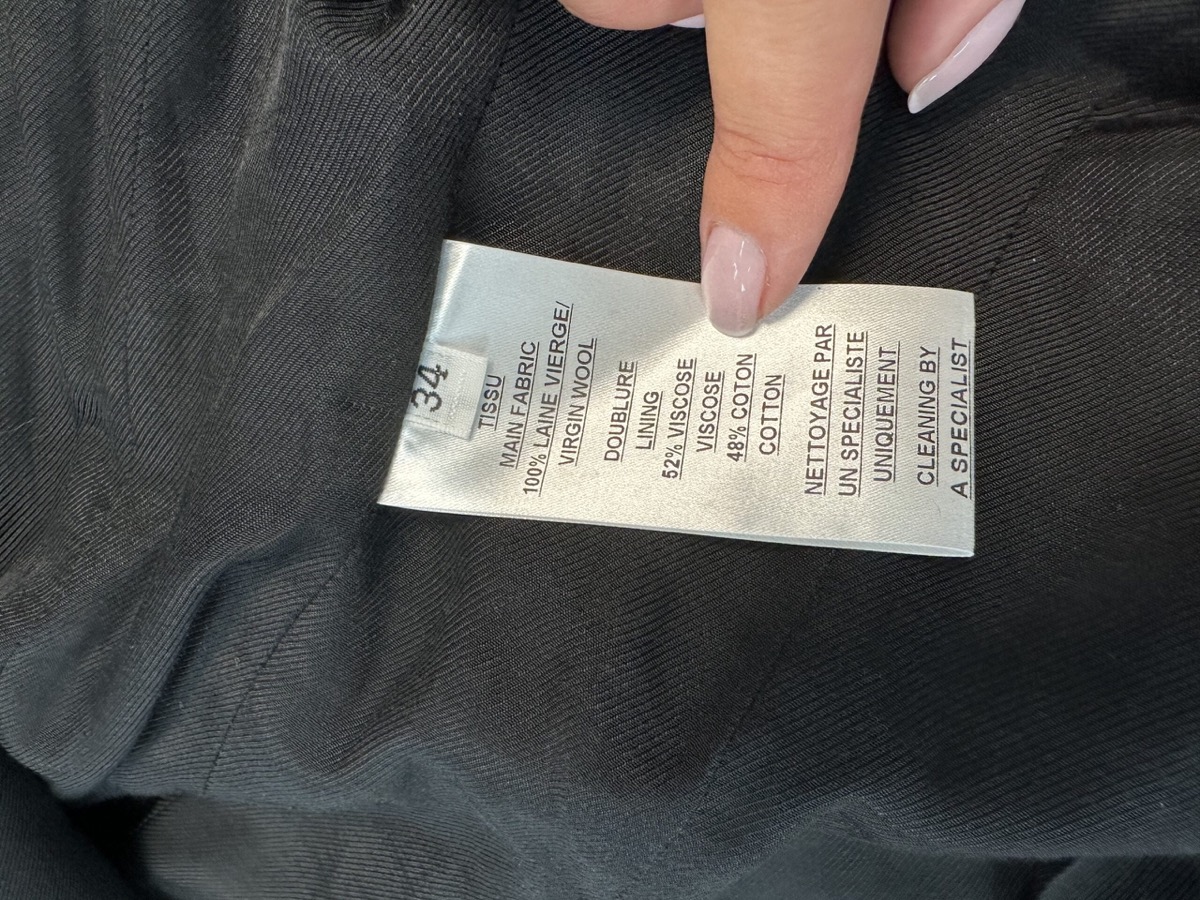 34
TISSU
MAIN FABRIC
100% LAINE VIERGE/
VIRGIN WOOL
DOUBLURE
LINING
52% VISCOSE
VISCOSE
48% COTON
COTTON
NETTOYAGE PAR
UN SPECIALISTE
UNIQUEMENT
CLEANING BY
A SPECIALIST